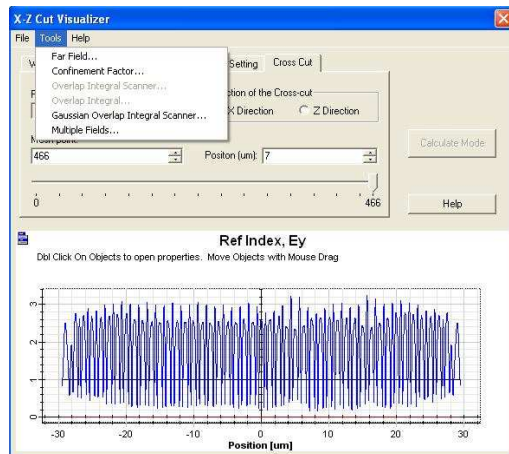 X-Z Cut Visualizer
File Tools Help
Far Field...
Confinement Factor...
Overlap Integral Scanner...
Overlap Integral...
Gaussian Overlap Integral Scanner...
Multiple Fields...
Setting Cross Cut
ction of the Cross-cut
X Direction Z Direction
466 Positon (um): 7
Calculate Mode
0 466
Help
Ref Index, Ey
Dbl Click On Objects to open properties. Move Objects with Mouse Drag
3
2
1
0
-30 -20 -10 0 10 20 30
Position [um]